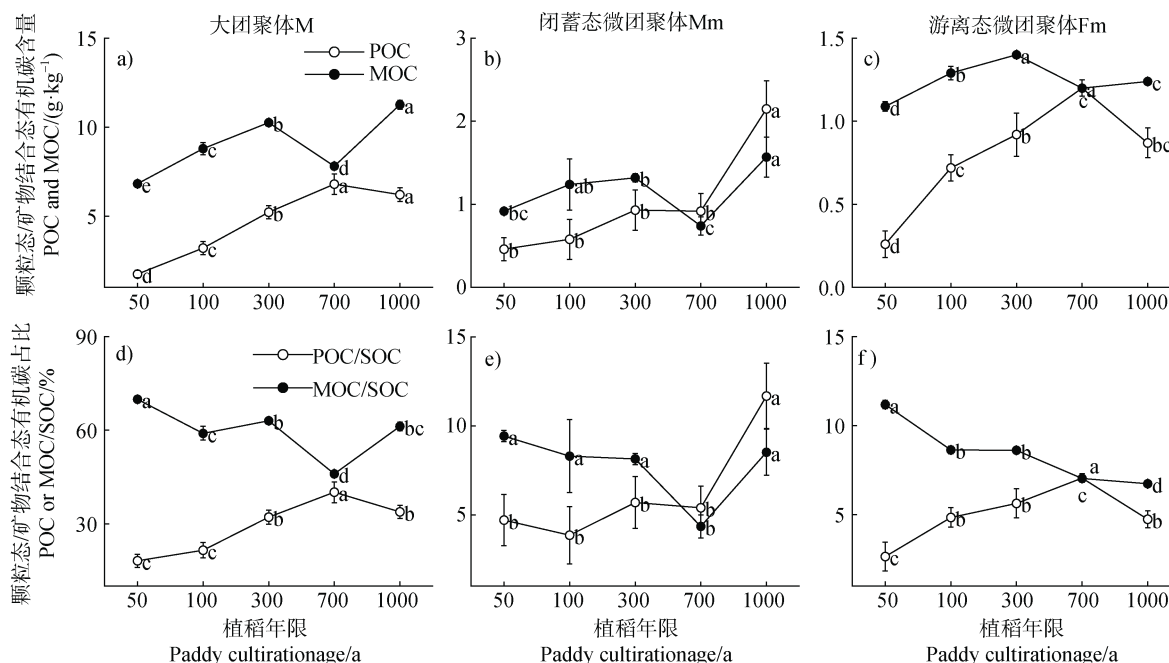 大团聚体M
闭蓄态微团聚体Mm
游离态微团聚体Fm
颗粒态/矿物结合态有机碳含量
POC and MOC/(g·kg⁻¹)
a)
POC
MOC
15
10
5
e
c
b
d
a
d
c
b
a
a
50 100 300 700 1000
b)
3
2
1
0
bc
ab
b
c
a
b
b
b
b
a
50 100 300 700 1000
c)
1.5
1.0
0.5
0.0
d
b
a
c
c
d
c
b
a
bc
50 100 300 700 1000
颗粒态/矿物结合态有机碳占比
POC or MOC/SOC/%
d)
POC/SOC
MOC/SOC
90
60
30
a
c
b
d
bc
c
c
b
a
b
50 100 300 700 1000
植稻年限
Paddy cultirationage/a
e)
15
10
5
a
a
a
b
a
b
b
b
b
a
50 100 300 700 1000
植稻年限
Paddy cultirationage/a
f)
15
10
5
a
b
b
c
d
c
b
b
a
b
50 100 300 700 1000
植稻年限
Paddy cultirationage/a